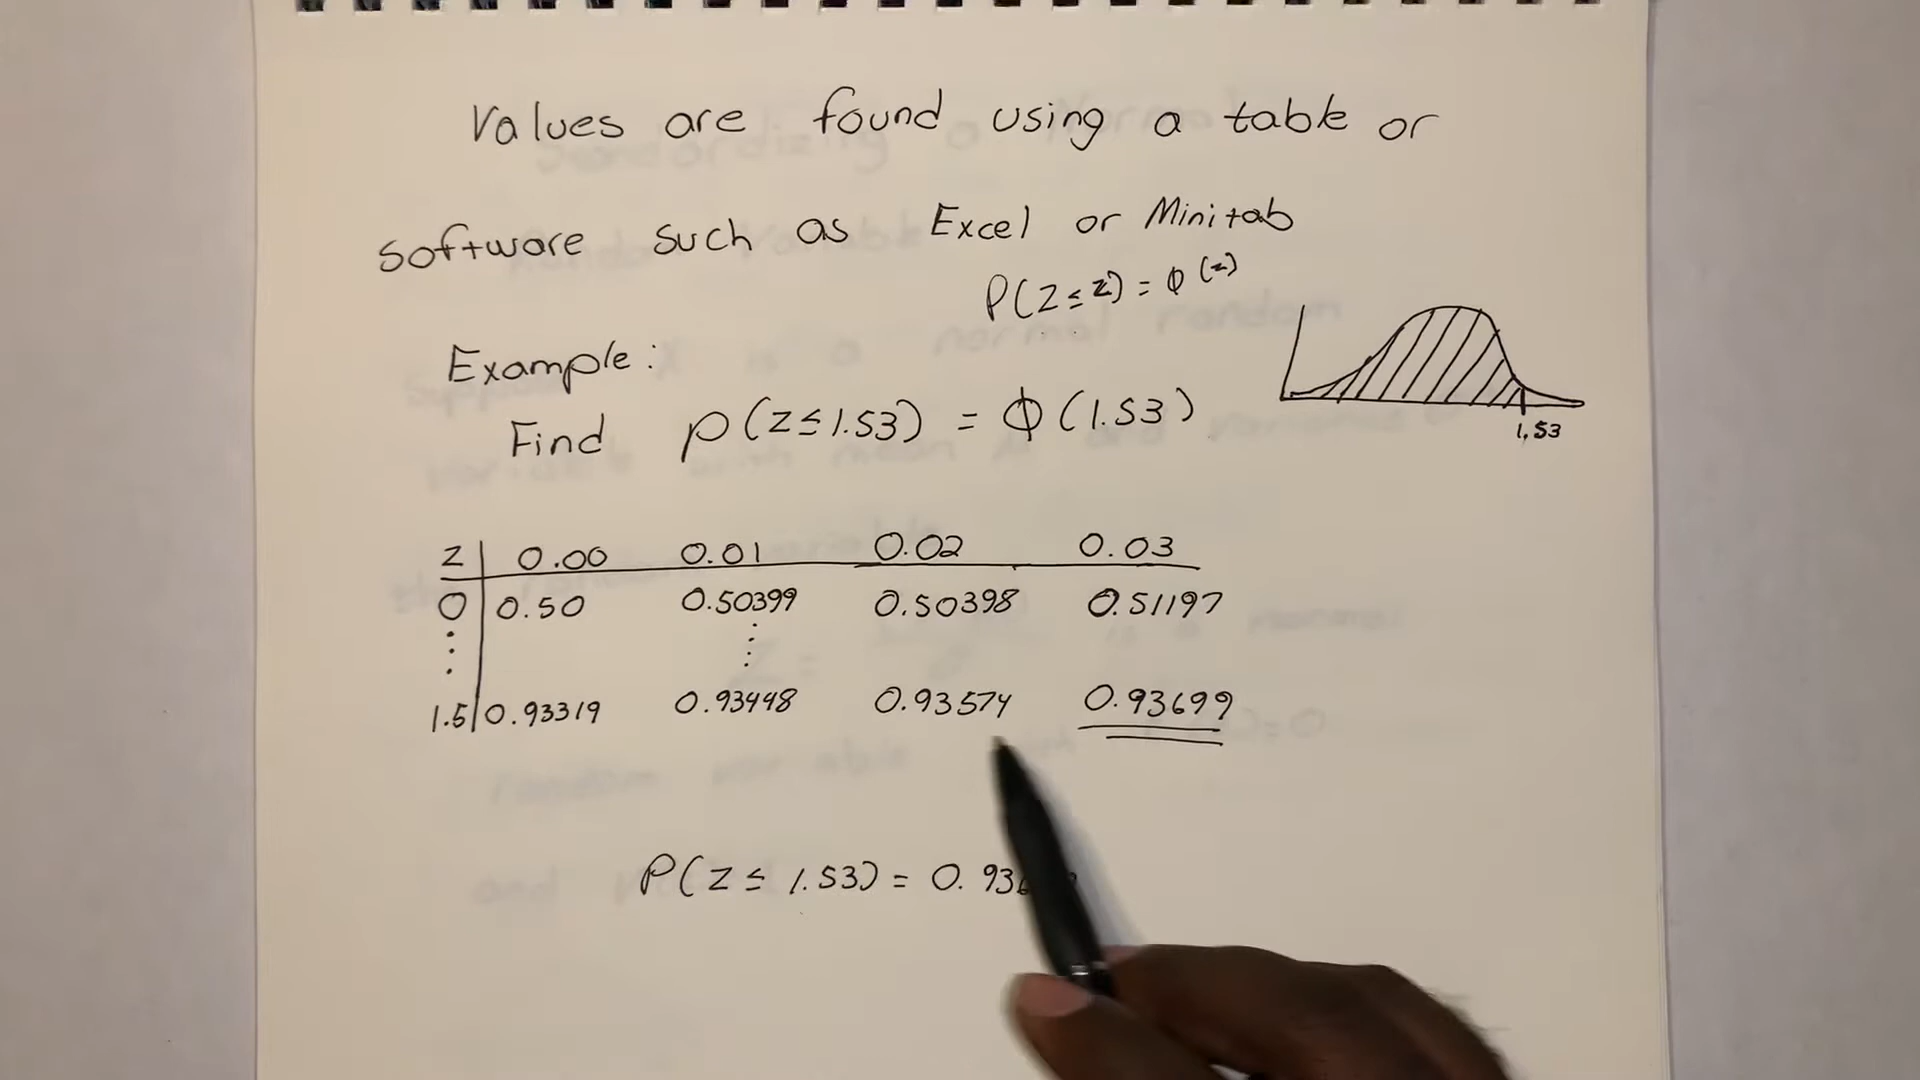 Values are found using a table or
software such as Excel or Minitab
P(Z ≤ z) = Φ(z)
Example:
Find P(Z ≤ 1.53) = Φ(1.53)
1.53
Z 0.00 0.01 0.02 0.03
0 0.50 0.50399 0.50398 0.51197
⋮ ⋮
1.5 0.93319 0.93448 0.93574 0.93699
P(Z ≤ 1.53) = 0.93